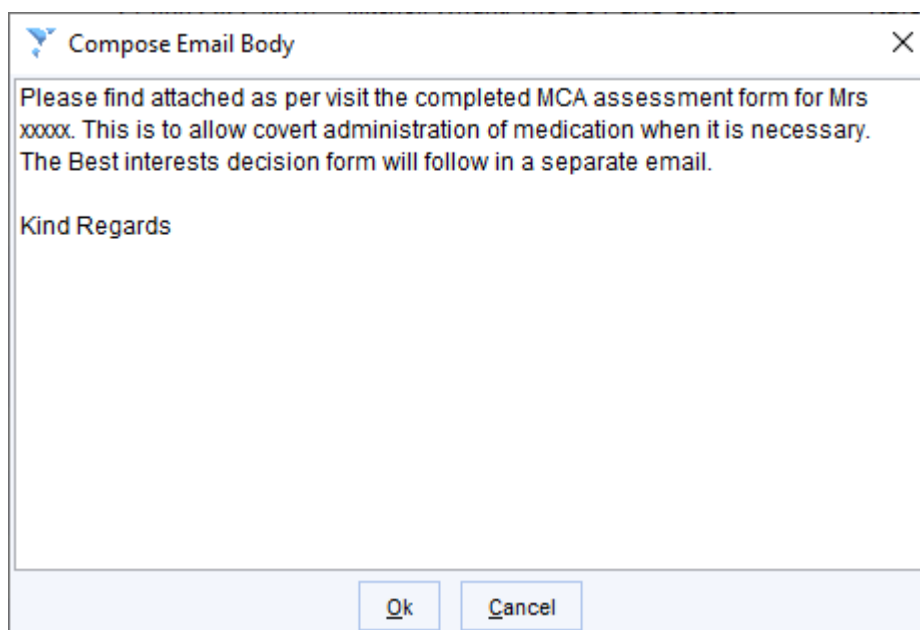 Compose Email Body
Please find attached as per visit the completed MCA assessment form for Mrs
xxxxx. This is to allow covert administration of medication when it is necessary.
The Best interests decision form will follow in a separate email.
Kind Regards
Ok Cancel